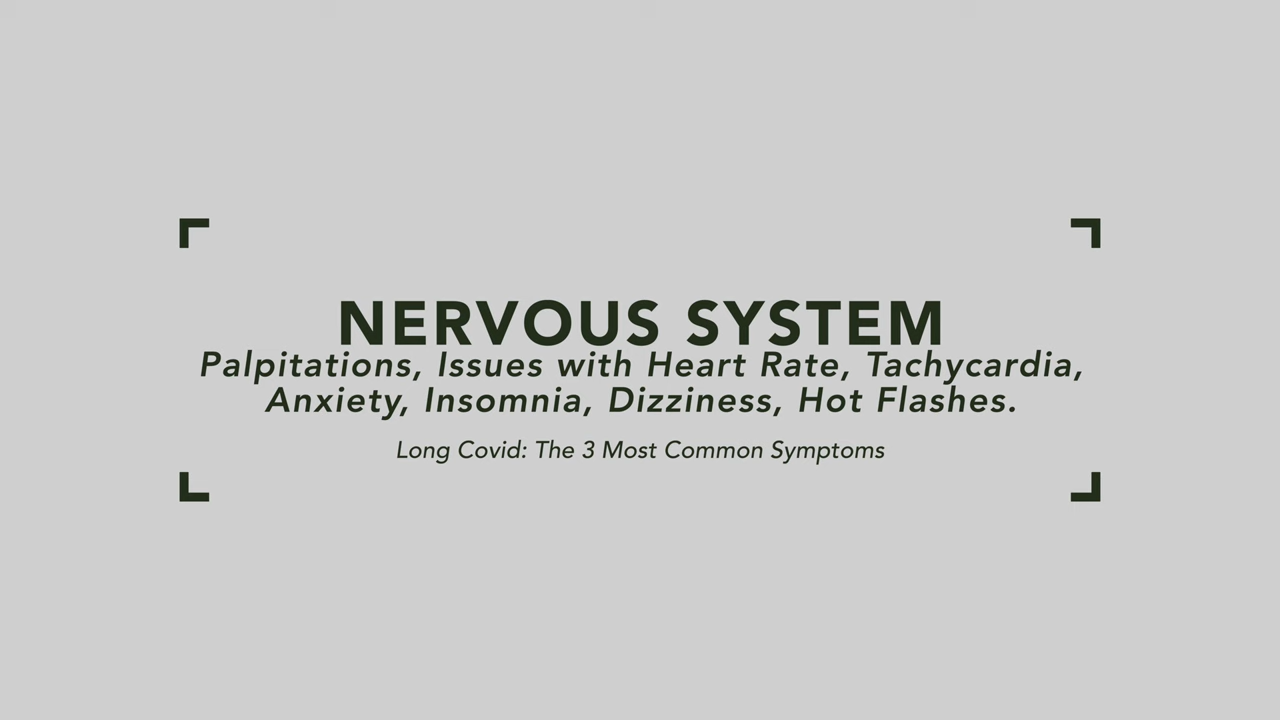 NERVOUS SYSTEM
Palpitations, Issues with Heart Rate, Tachycardia,
Anxiety, Insomnia, Dizziness, Hot Flashes.
Long Covid: The 3 Most Common Symptoms